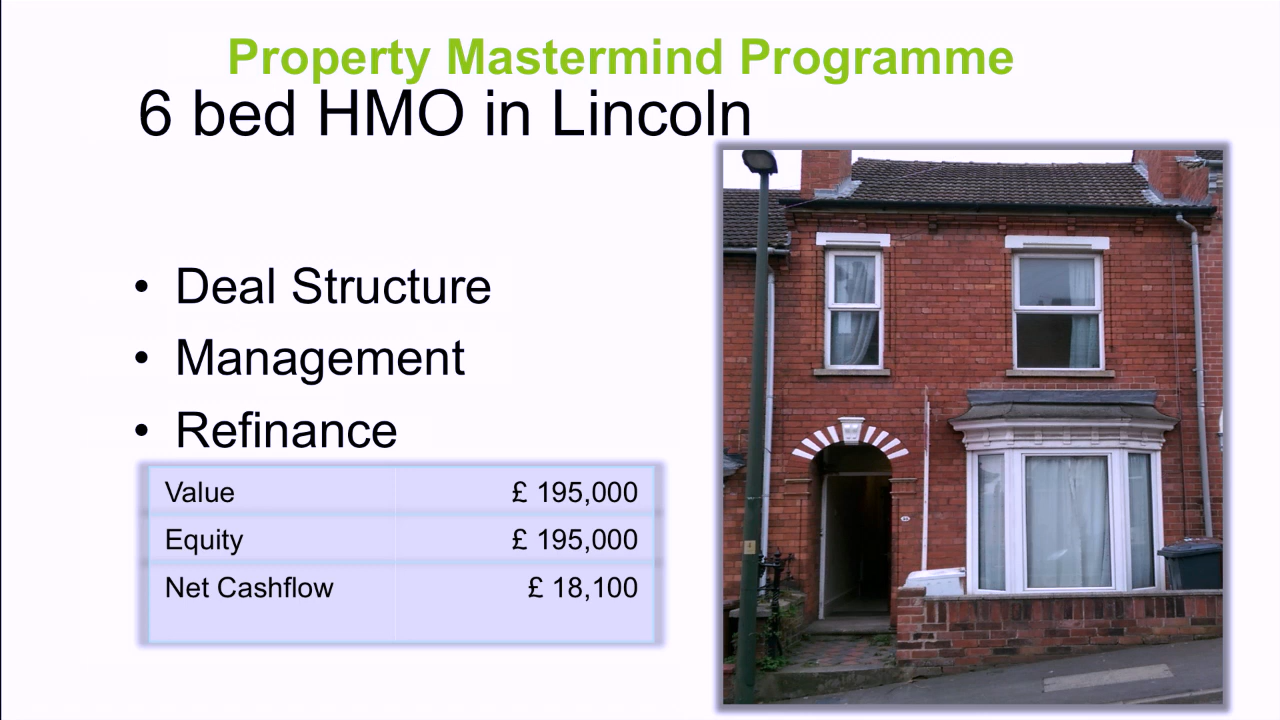 Property Mastermind Programme
6 bed HMO in Lincoln
• Deal Structure
• Management
• Refinance
Value £ 195,000
Equity £ 195,000
Net Cashflow £ 18,100